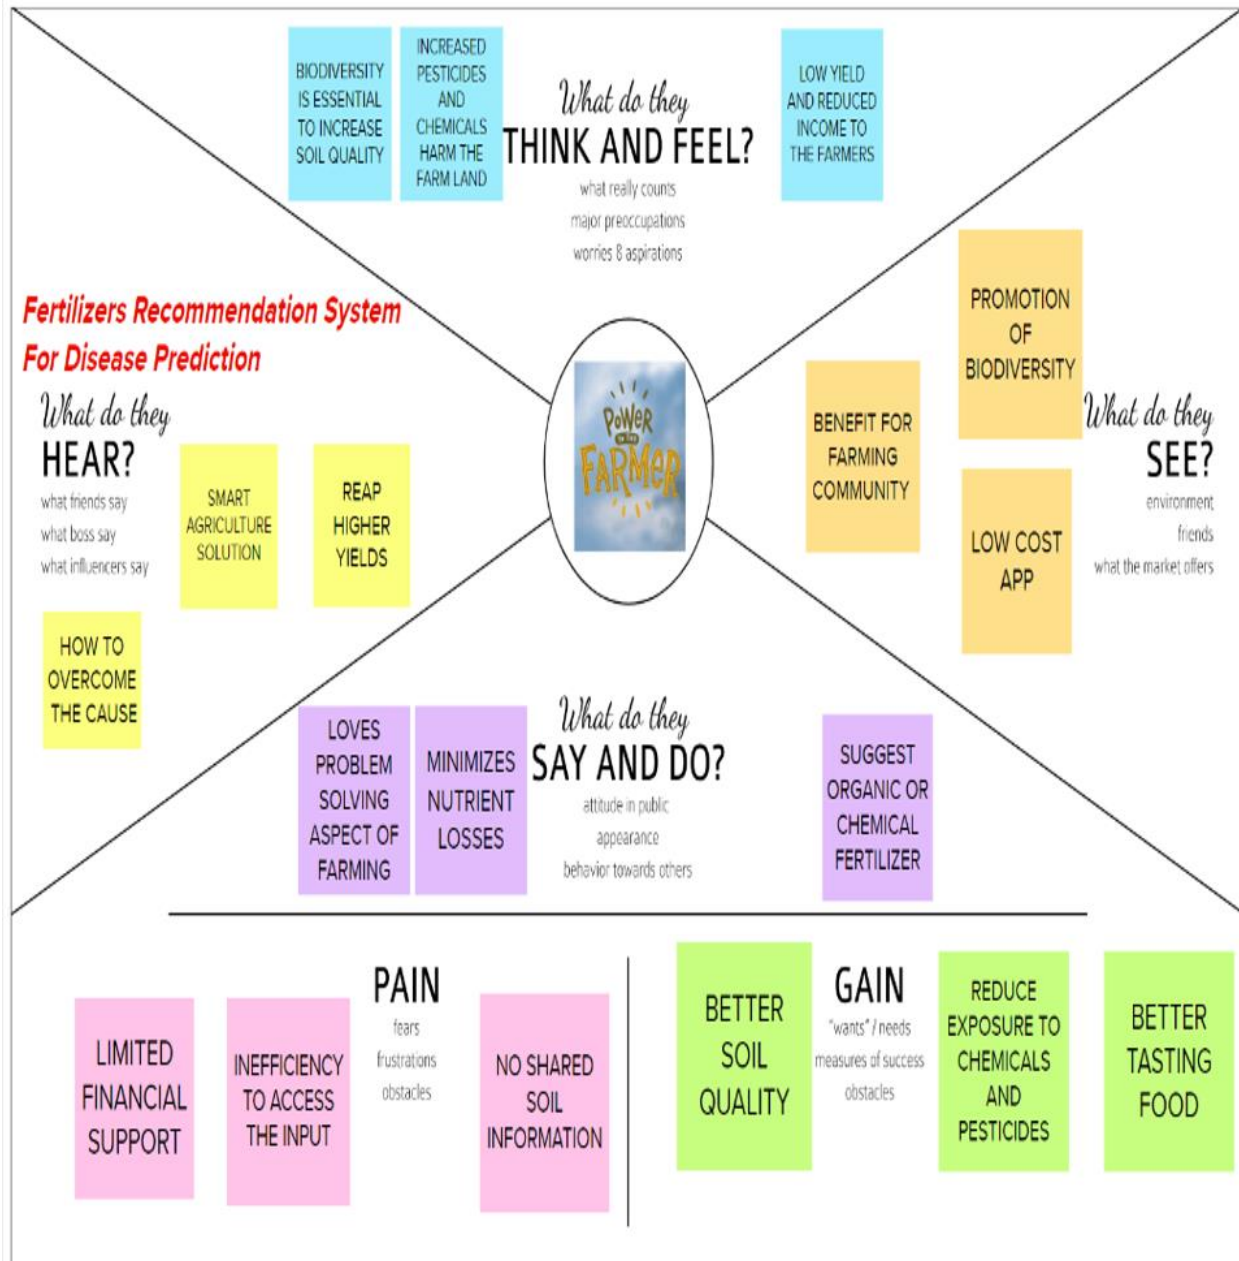 BIODIVERSITY
IS ESSENTIAL
TO INCREASE
SOIL QUALITY
INCREASED
PESTICIDES
AND
CHEMICALS
HARM THE
FARM LAND
What do they
THINK AND FEEL?
what really counts
major preoccupations
worries & aspirations
LOW YIELD
AND REDUCED
INCOME TO
THE FARMERS
Fertilizers Recommendation System
For Disease Prediction
What do they
HEAR?
what friends say
what boss say
what influencers say
SMART
AGRICULTURE
SOLUTION
REAP
HIGHER
YIELDS
HOW TO
OVERCOME
THE CAUSE
POWER
FARMER
BENEFIT FOR
FARMING
COMMUNITY
PROMOTION
OF
BIODIVERSITY
LOW COST
APP
What do they
SEE?
environment
friends
what the market offers
LOVES
PROBLEM
SOLVING
ASPECT OF
FARMING
MINIMIZES
NUTRIENT
LOSSES
What do they
SAY AND DO?
attitude in public
appearance
behavior towards others
SUGGEST
ORGANIC OR
CHEMICAL
FERTILIZER
PAIN
fears
frustrations
obstacles
LIMITED
FINANCIAL
SUPPORT
INEFFICIENCY
TO ACCESS
THE INPUT
NO SHARED
SOIL
INFORMATION
GAIN
"wants" / needs
measures of success
obstacles
BETTER
SOIL
QUALITY
REDUCE
EXPOSURE TO
CHEMICALS
AND
PESTICIDES
BETTER
TASTING
FOOD